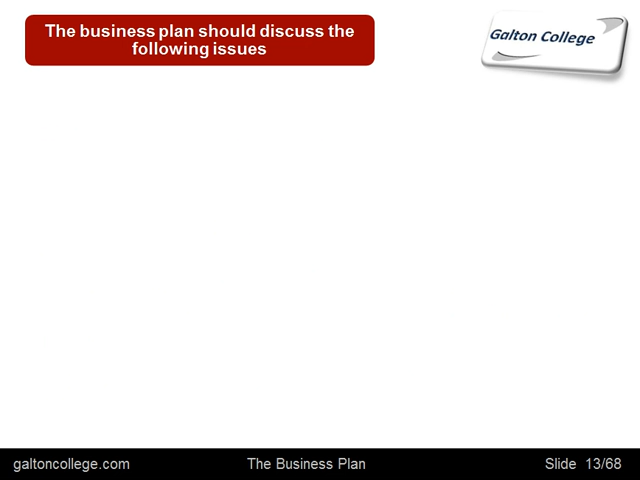 The business plan should discuss the
following issues
Galton College
galtoncollege.com
The Business Plan
Slide 13/68